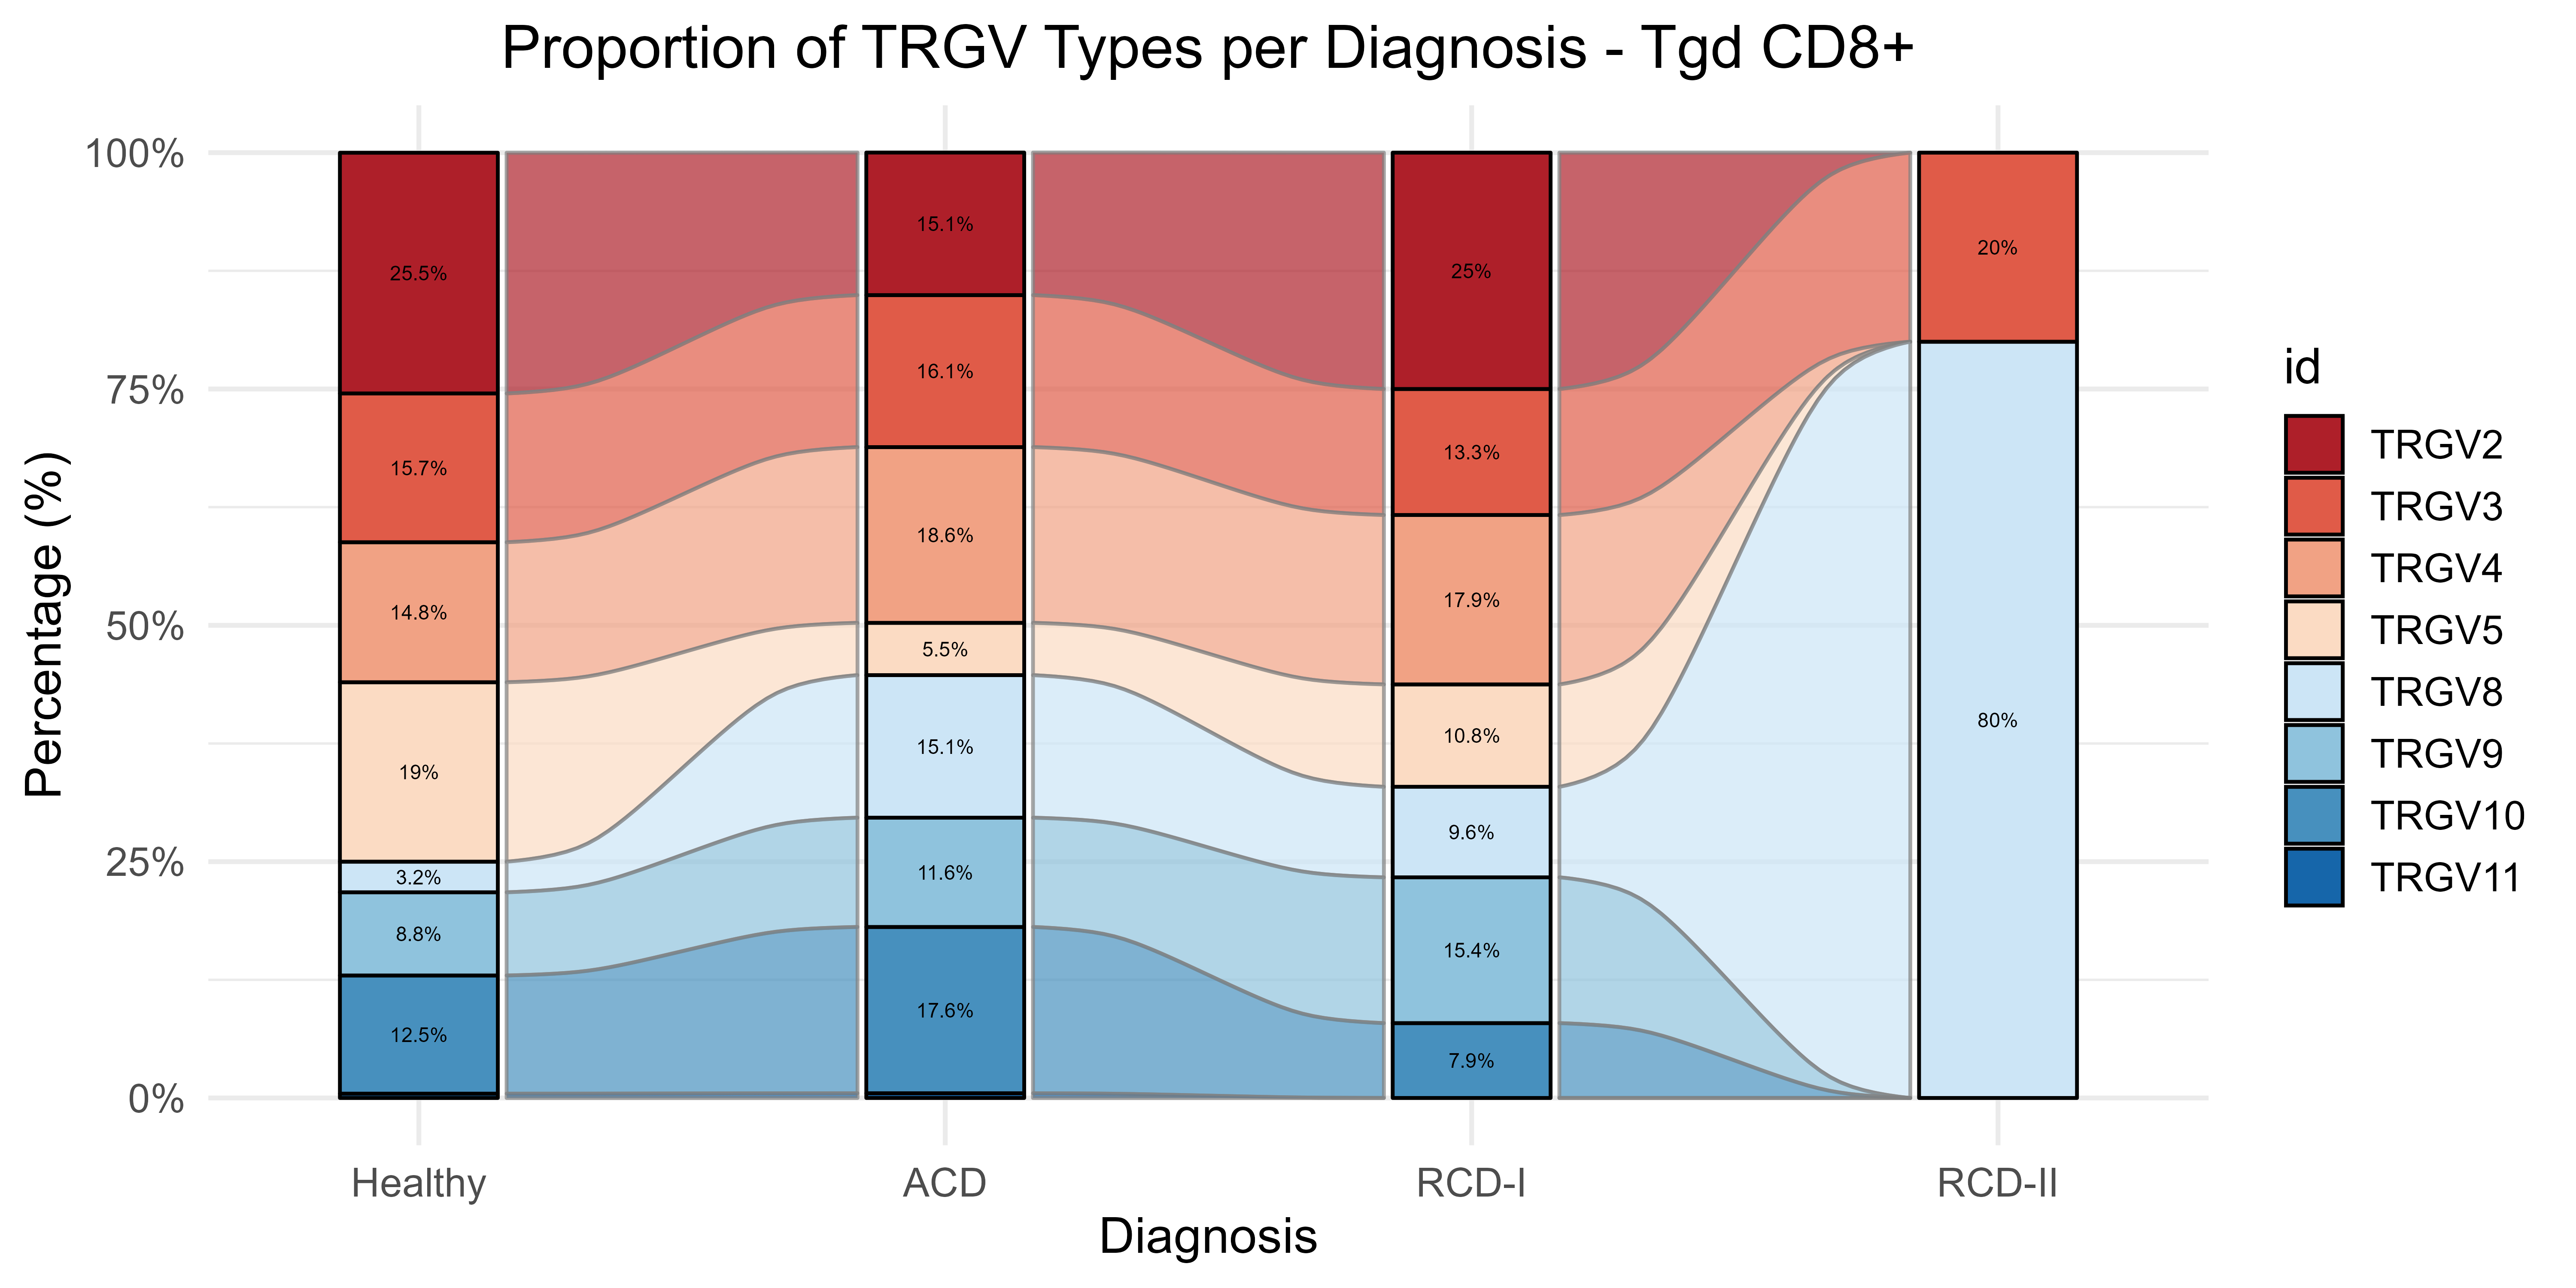 Proportion of TRGV Types per Diagnosis - Tgd CD8+
Percentage (%)
100%
75%
50%
25%
0%
25.5%
15.7%
14.8%
19%
3.2%
8.8%
12.5%
15.1%
16.1%
18.6%
5.5%
15.1%
11.6%
17.6%
25%
13.3%
17.9%
10.8%
9.6%
15.4%
7.9%
20%
80%
Healthy
ACD
RCD-I
RCD-II
Diagnosis
id
TRGV2
TRGV3
TRGV4
TRGV5
TRGV8
TRGV9
TRGV10
TRGV11